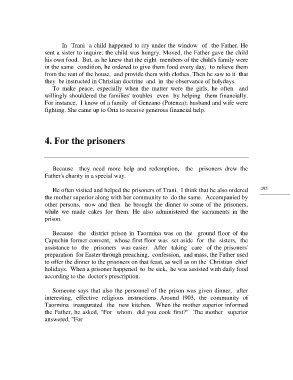 In Trani a child happened to cry under the window of the Father. He
sent a sister to inquire: the child was hungry. Moved, the Father gave the child
his own food. But, as he knew that the eight members of the child's family were
in the same condition, he ordered to give them food every day, to relieve them
from the rest of the house, and provide them with clothes. Then he saw to it that
they be instructed in Christian doctrine and in the observance of holydays.
To make peace, especially when the matter were the girls, he often and
willingly shouldered the families' troubles even by helping them financially.
For instance, I know of a family of Genzano (Potenza); husband and wife were
fighting. She came up to Oria to receive generous financial help.
4. For the prisoners
Because they need more help and redemption, the prisoners drew the
Father's charity in a special way.
He often visited and helped the prisoners of Trani. I think that he also ordered
the mother superior along with her community to do the same. Accompanied by
other persons, now and then he brought the dinner to some of the prisoners,
while we made cakes for them. He also administered the sacraments in the
prison.
Because the district prison in Taormina was on the ground floor of the
Capuchin former convent, whose first floor was set aside for the sisters, the
assistance to the prisoners was easier. After taking care of the prisoners'
preparation for Easter through preaching, confession, and mass, the Father used
to offer the dinner to the prisoners on that feast, as well as on the Christian chief
holidays. When a prisoner happened to be sick, he was assisted with daily food
according to the doctor's prescription.
Someone says that also the personnel of the prison was given dinner, after
interesting, effective religious instructions. Around 1903, the community of
Taormina inaugurated the new kitchen. When the mother superior informed
the Father, he asked, "For whom did you cook first?" The mother superior
answered, "For